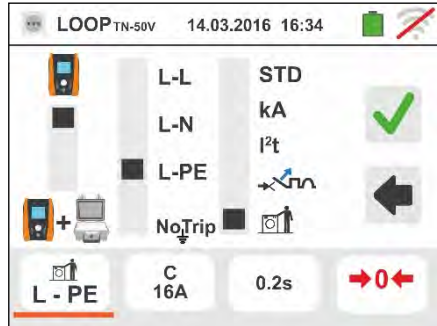 LOOP TN-50V 14.03.2016 16:34
L-L STD
L-N kA
I²t
L-PE
NoTrip
L - PE
C
16A
0.2s
0